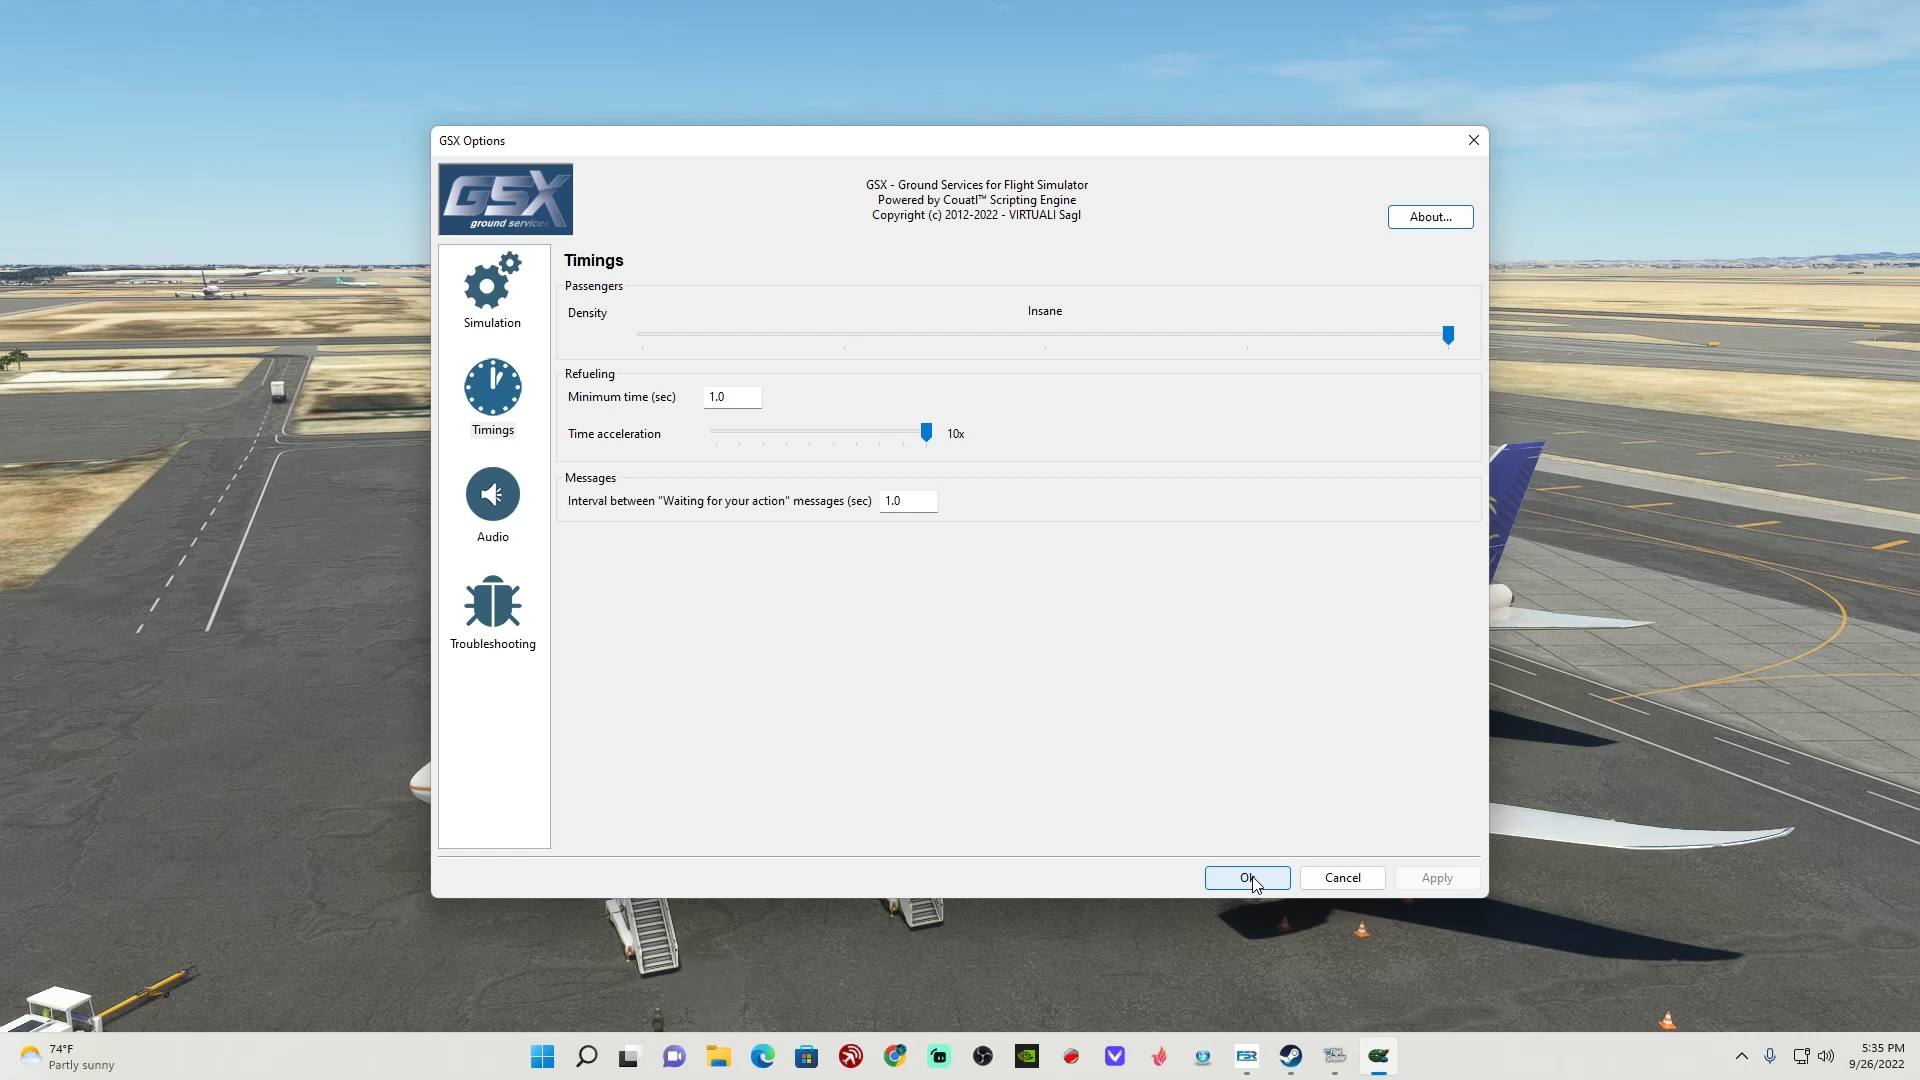 GSX Options
GSX
ground services
GSX - Ground Services for Flight Simulator
Powered by Couatl™ Scripting Engine
Copyright (c) 2012-2022 - VIRTUALI Sagl
About...
Simulation
Timings
Audio
Troubleshooting
Timings
Passengers
Density
Insane
Refueling
Minimum time (sec) 1.0
Time acceleration 10x
Messages
Interval between "Waiting for your action" messages (sec) 1.0
Ok Cancel Apply
74°F
Partly sunny
FSR
5:35 PM
9/26/2022